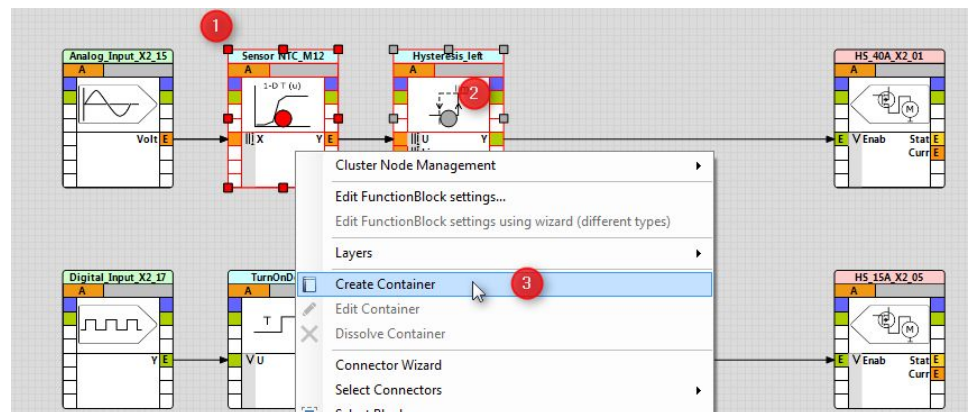 1
Analog_Input_X2_15
Sensor NTC_M12
Hysteresis_left
HS_40A_X2_01
A
A
A
A
1-D T (u)
2
M
Volt E
X
Y E
U
Y
E V Enab
Stat E
Curr E
Cluster Node Management
Edit FunctionBlock settings...
Edit FunctionBlock settings using wizard (different types)
Layers
Digital_Input_X2_17
HS_15A_X2_05
A
A
A
Create Container
3
T
Edit Container
M
Dissolve Container
Y E
V U
E V Enab
Stat E
Curr E
Connector Wizard
Select Connectors